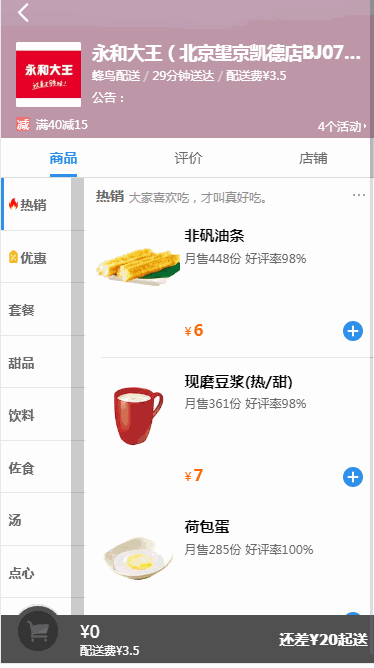 永和大王（北京望京凯德店BJ07...
永和大王
蜂鸟配送 / 29分钟送达 / 配送费¥3.5
公告：
减 满40减15
4个活动
商品
评价
店铺
热销
优惠
套餐
甜品
饮料
佐食
汤
点心
热销 大家喜欢吃，才叫真好吃。
非矾油条
月售448份 好评率98%
¥6
现磨豆浆(热/甜)
月售361份 好评率98%
¥7
荷包蛋
月售285份 好评率100%
¥0
配送费¥3.5
还差¥20起送